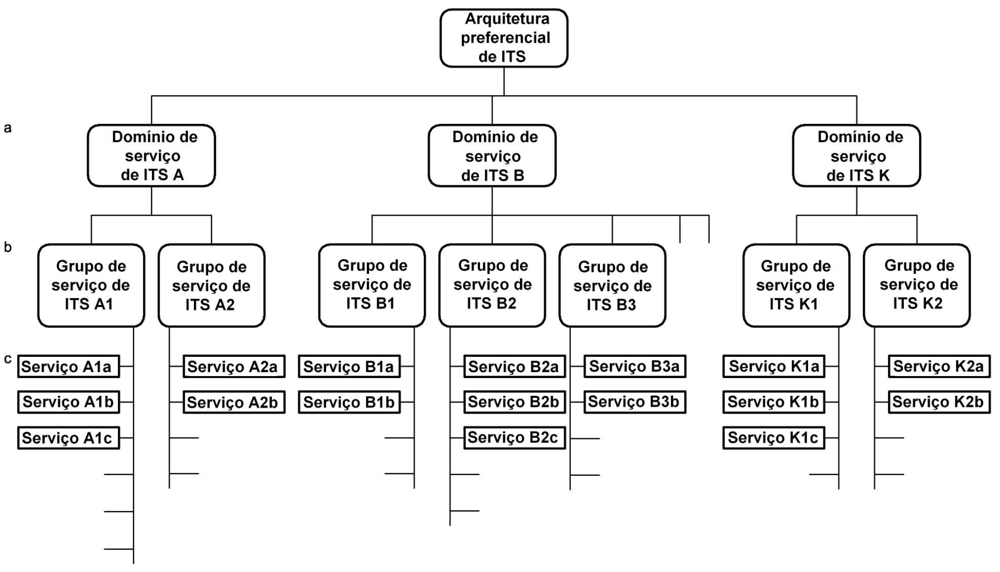 Arquitetura
preferencial
de ITS
a
Domínio de
serviço
de ITS A
Domínio de
serviço
de ITS B
Domínio de
serviço
de ITS K
b
Grupo de
serviço de
ITS A1
Grupo de
serviço de
ITS A2
Grupo de
serviço de
ITS B1
Grupo de
serviço de
ITS B2
Grupo de
serviço de
ITS B3
Grupo de
serviço de
ITS K1
Grupo de
serviço de
ITS K2
c
Serviço A1a
Serviço A2a
Serviço B1a
Serviço B2a
Serviço B3a
Serviço K1a
Serviço K2a
Serviço A1b
Serviço A2b
Serviço B1b
Serviço B2b
Serviço B3b
Serviço K1b
Serviço K2b
Serviço A1c
Serviço B2c
Serviço K1c